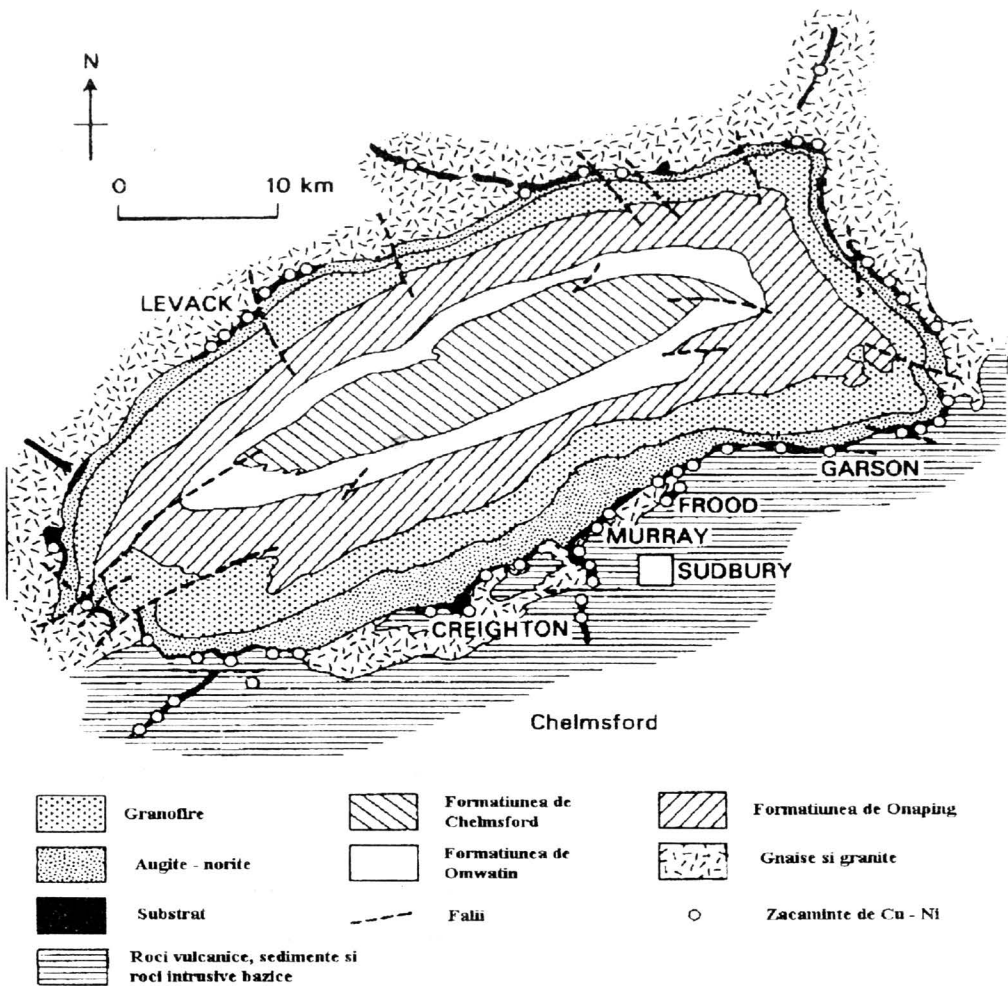 N
0 10 km
LEVACK
GARSON
FROOD
MURRAY
SUDBURY
CREIGHTON
Chelmsford
Granofire
Formatiunea de
Chelmsford
Formatiunea de Onaping
Augite - norite
Formatiunea de
Omwatin
Gnaise si granite
Substrat
Falii
Zacaminte de Cu - Ni
Roci vulcanice, sedimente si
roci intrusive bazice